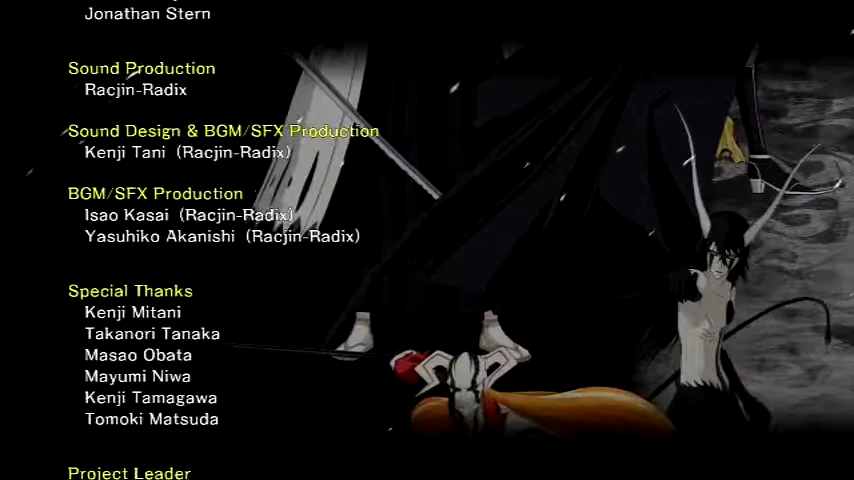 Jonathan Stern
Sound Production
Racjin-Radix
Sound Design & BGM/SFX Production
Kenji Tani (Racjin-Radix)
BGM/SFX Production
Isao Kasai (Racjin-Radix)
Yasuhiko Akanishi (Racjin-Radix)
Special Thanks
Kenji Mitani
Takanori Tanaka
Masao Obata
Mayumi Niwa
Kenji Tamagawa
Tomoki Matsuda
Project Leader